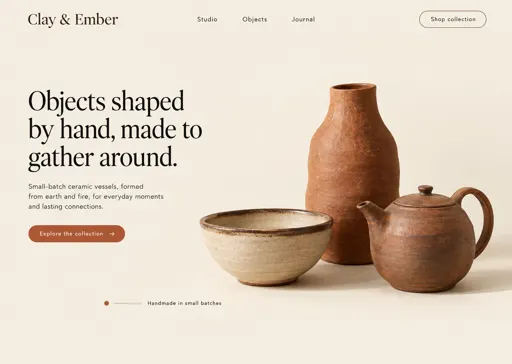 Clay & Ember
Studio
Objects
Journal
Shop collection
Objects shaped
by hand, made to
gather around.
Small-batch ceramic vessels, formed
from earth and fire, for everyday moments
and lasting connections.
Explore the collection →
Handmade in small batches